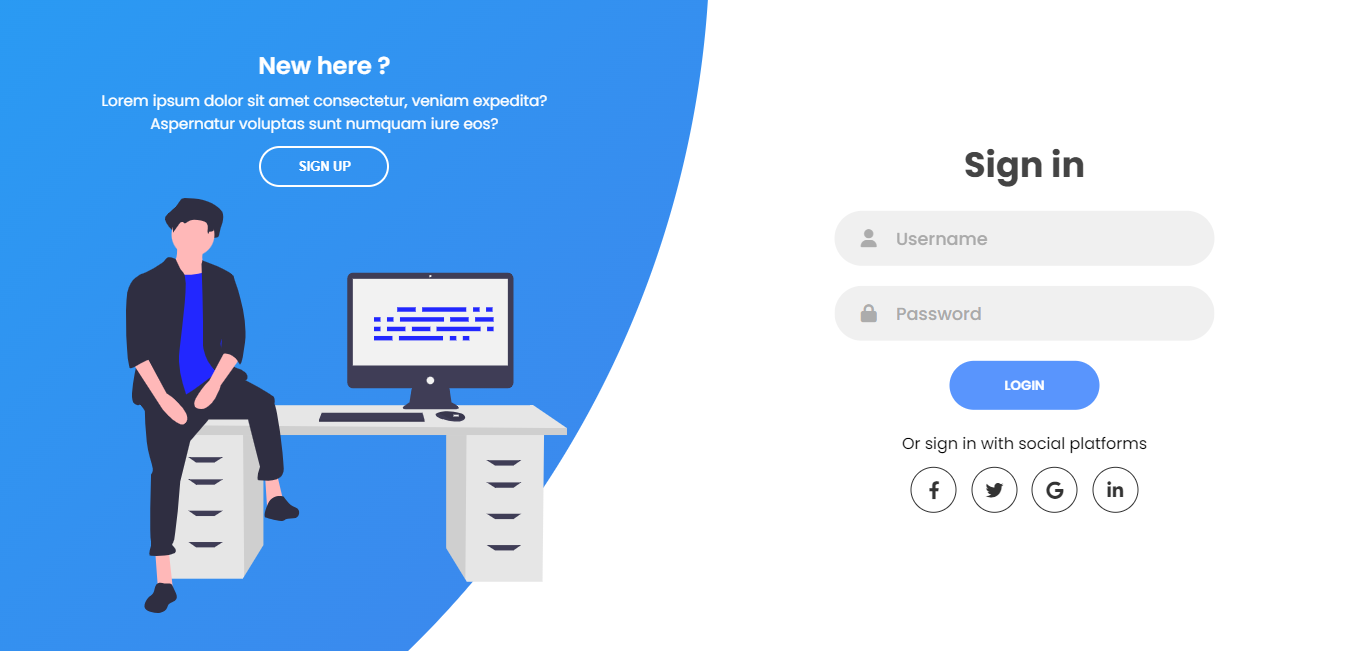 New here ?
Lorem ipsum dolor sit amet consectetur, veniam expedita?
Aspernatur voluptas sunt numquam iure eos?
SIGN UP
Sign in
Username
Password
LOGIN
Or sign in with social platforms